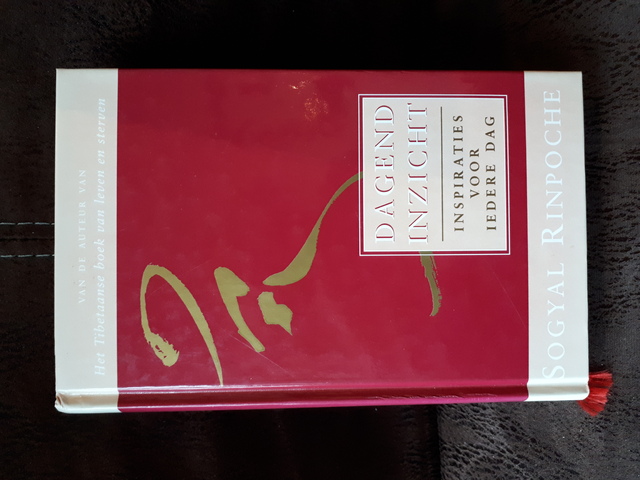 VAN DE AUTEUR VAN
Het Tibetaanse boek van leven en sterven
DAGEND
INZICHT
INSPIRATIES
VOOR
IEDERE DAG
SOGYAL RINPOCHE